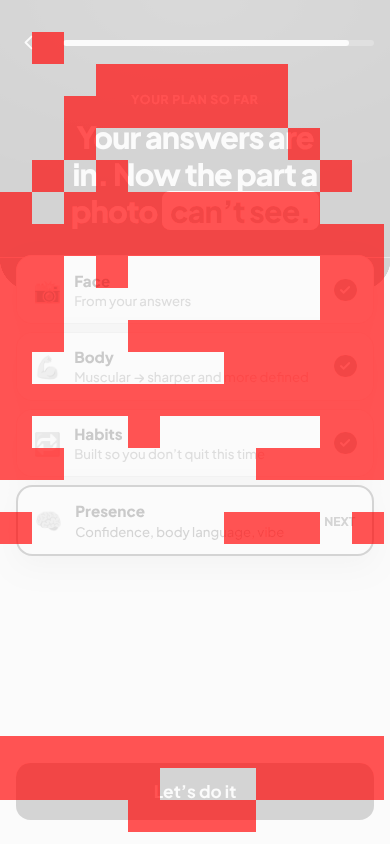 YOUR PLAN SO FAR
Your answers are
in. Now the part a
photo can't see.
Face
From your answers
Body
Muscular → sharper and more defined
Habits
Built so you don't quit this time
Presence
Confidence, body language, vibe
NEXT
Let's do it